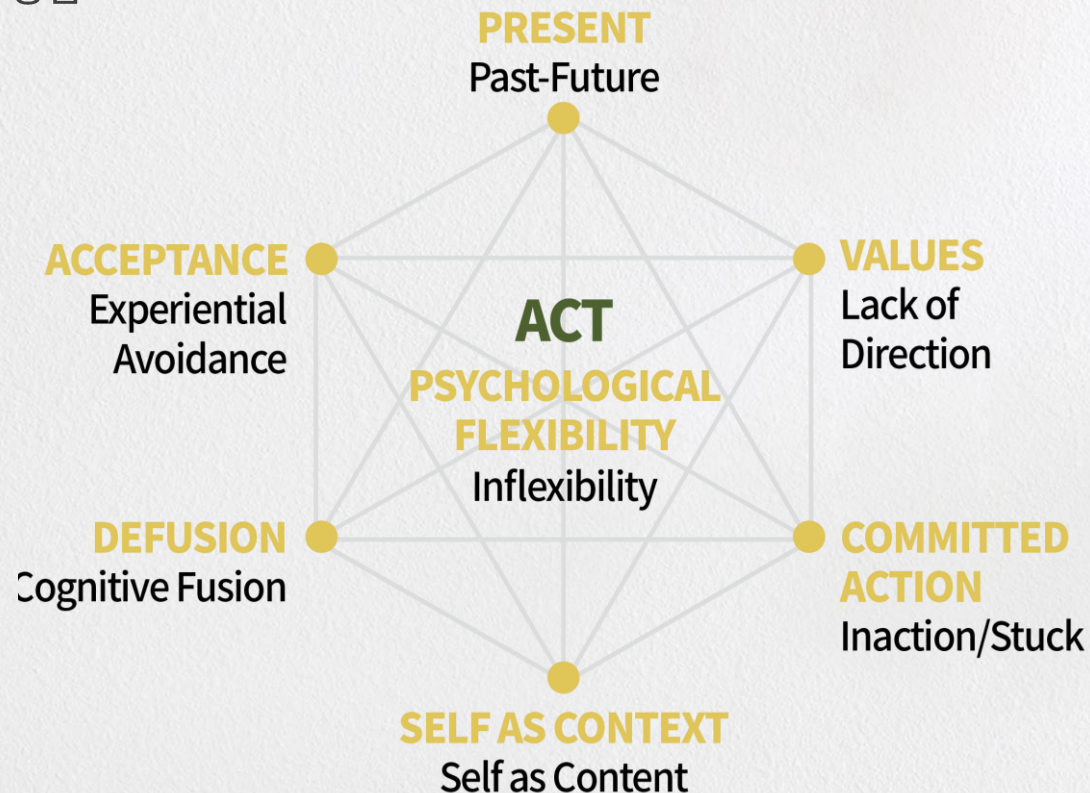 PRESENT
Past-Future
ACCEPTANCE
Experiential
Avoidance
VALUES
Lack of
Direction
ACT
PSYCHOLOGICAL
FLEXIBILITY
Inflexibility
DEFUSION
Cognitive Fusion
COMMITTED
ACTION
Inaction/Stuck
SELF AS CONTEXT
Self as Content